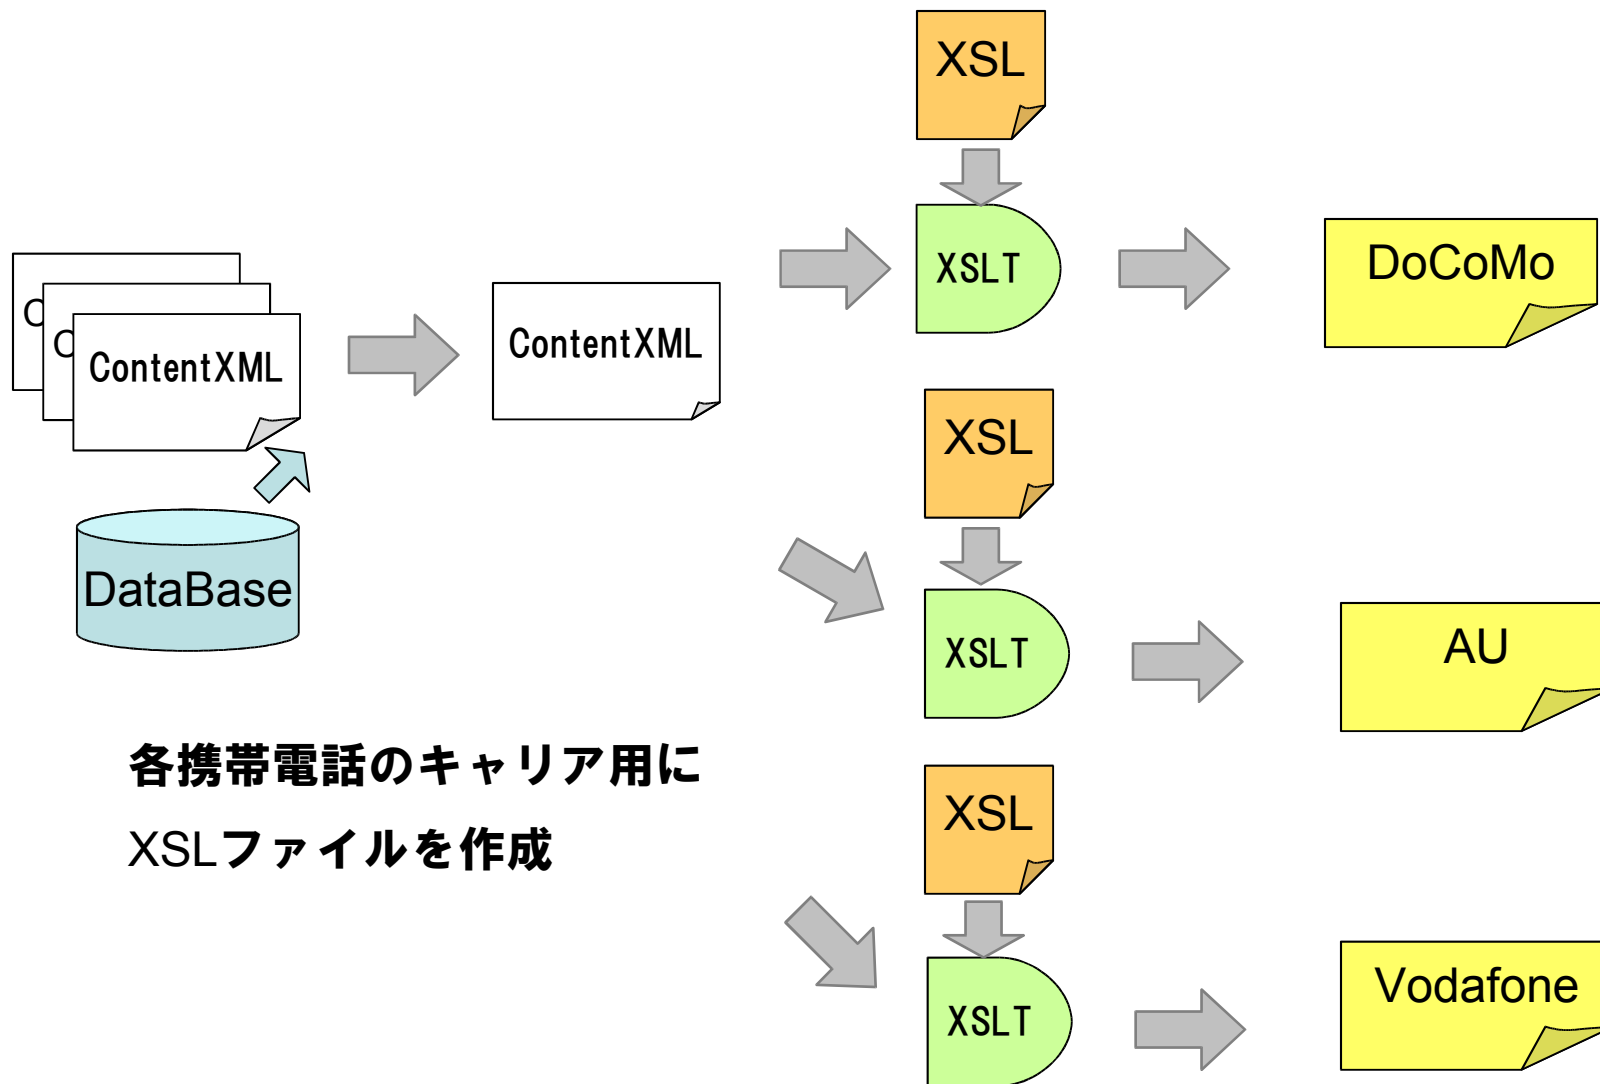 XSL
XSLT
DoCoMo
C
C
ContentXML
ContentXML
XSL
DataBase
XSLT
AU
各携帯電話のキャリア用に
XSLファイルを作成
XSL
XSLT
Vodafone